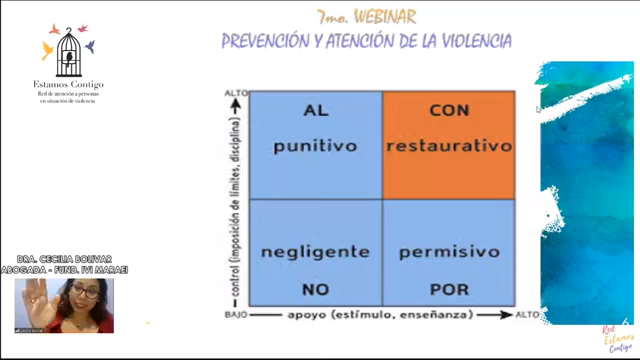 7mo. WEBINAR
PREVENCIÓN Y ATENCIÓN DE LA VIOLENCIA
Estamos Contigo
Red de atención a personas
en situación de violencia
ALTO
AL
CON
punitivo
restaurativo
control (imposición de límites, disciplina)
negligente
permisivo
NO
POR
BAJO
apoyo (estímulo, enseñanza)
ALTO
DRA. CECILIA BOLIVAR
ABOGADA - FUND. IVI MARAEI
6
Red
Estamos
Contigo